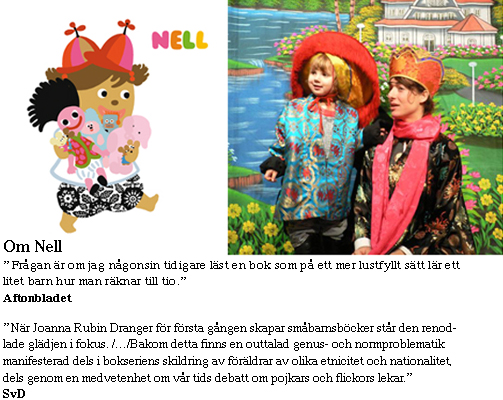 NELL
Om Nell
”Frågan är om jag någonsin tidigare läst en bok som på ett mer lustfyllt sätt lär ett
litet barn hur man räknar till tio.”
Aftonbladet
”När Joanna Rubin Dranger för första gången skapar småbarnsböcker står den renod-
lade glädjen i fokus. /…/Bakom detta finns en outtalad genus- och normproblematik
manifesterad dels i bokseriens skildring av föräldrar av olika etnicitet och nationalitet,
dels genom en medvetenhet om vår tids debatt om pojkars och flickors lekar.”
SvD